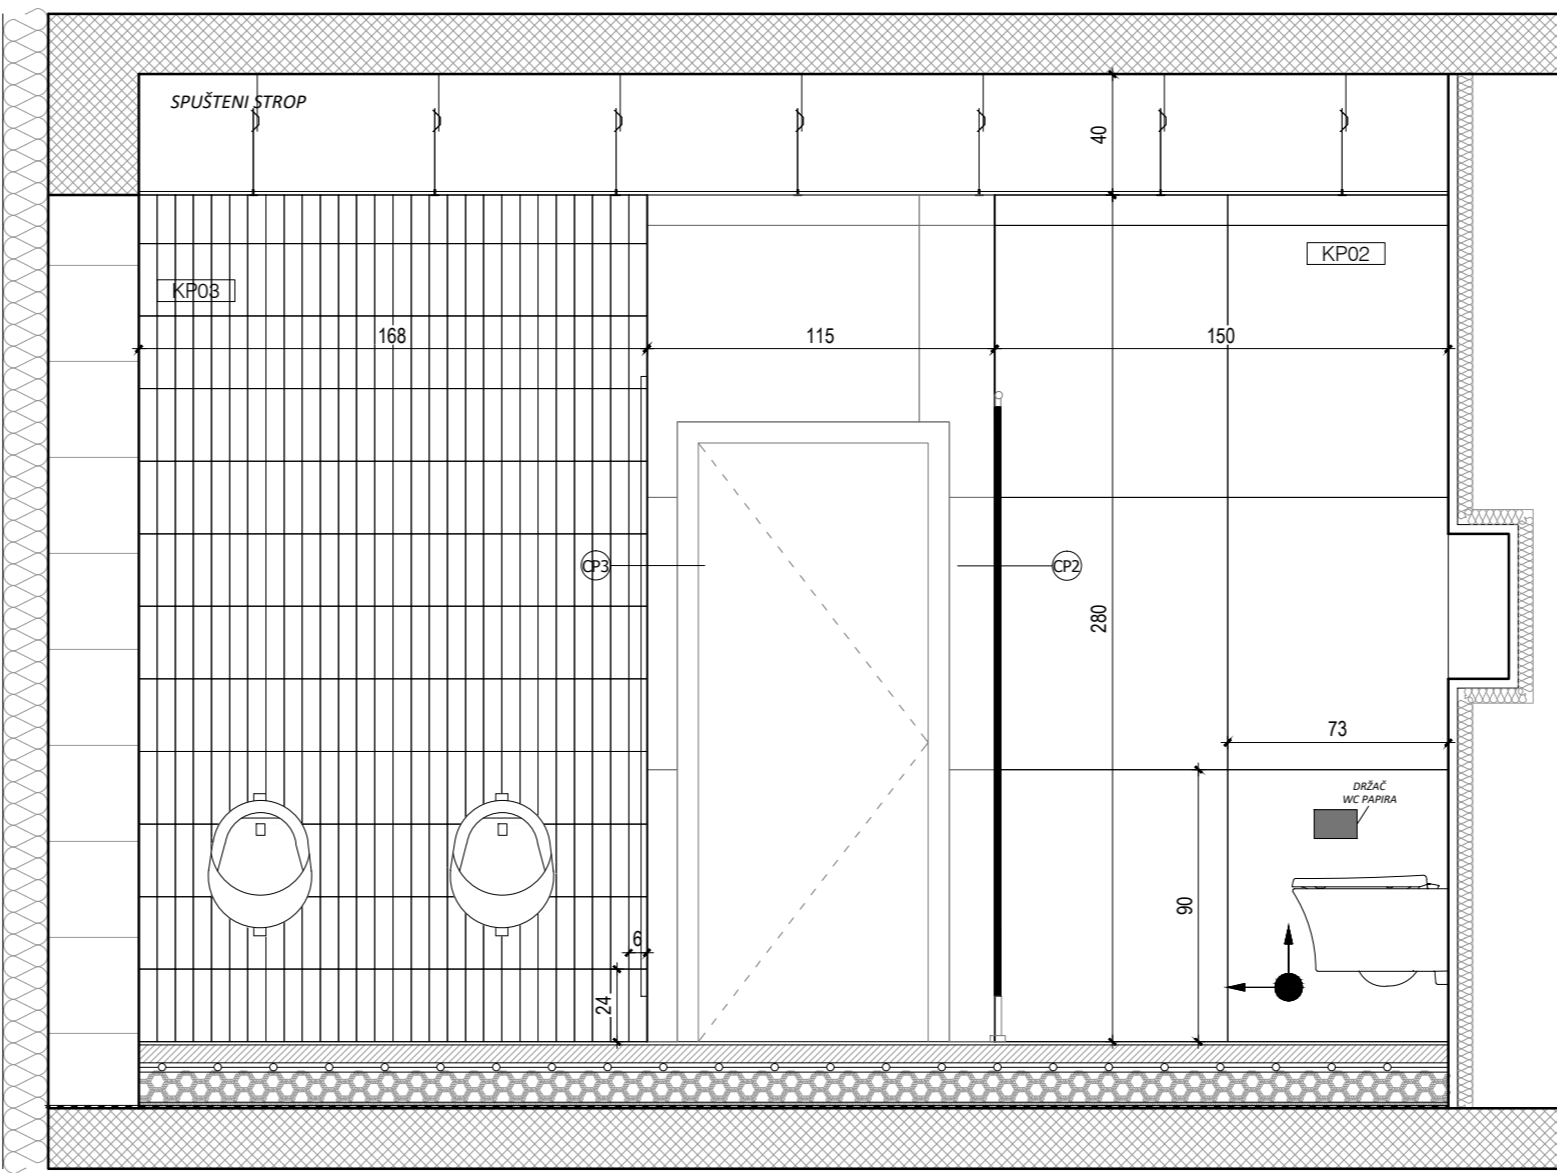 SPUŠTENI STROP
40
KP02
KP03
168
115
150
CP3
CP2
280
73
DRŽAČ
WC PAPIRA
90
6
24